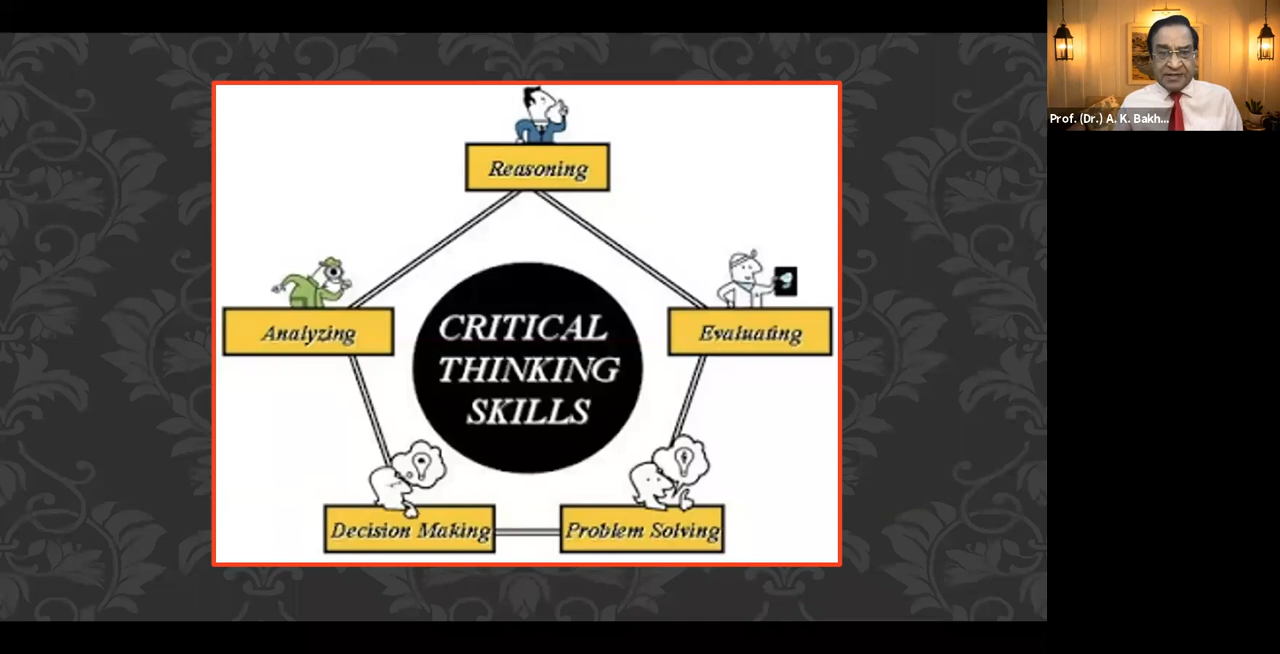 Reasoning
Analyzing
Evaluating
CRITICAL
THINKING
SKILLS
Decision Making
Problem Solving
Prof. (Dr.) A. K. Bakh...